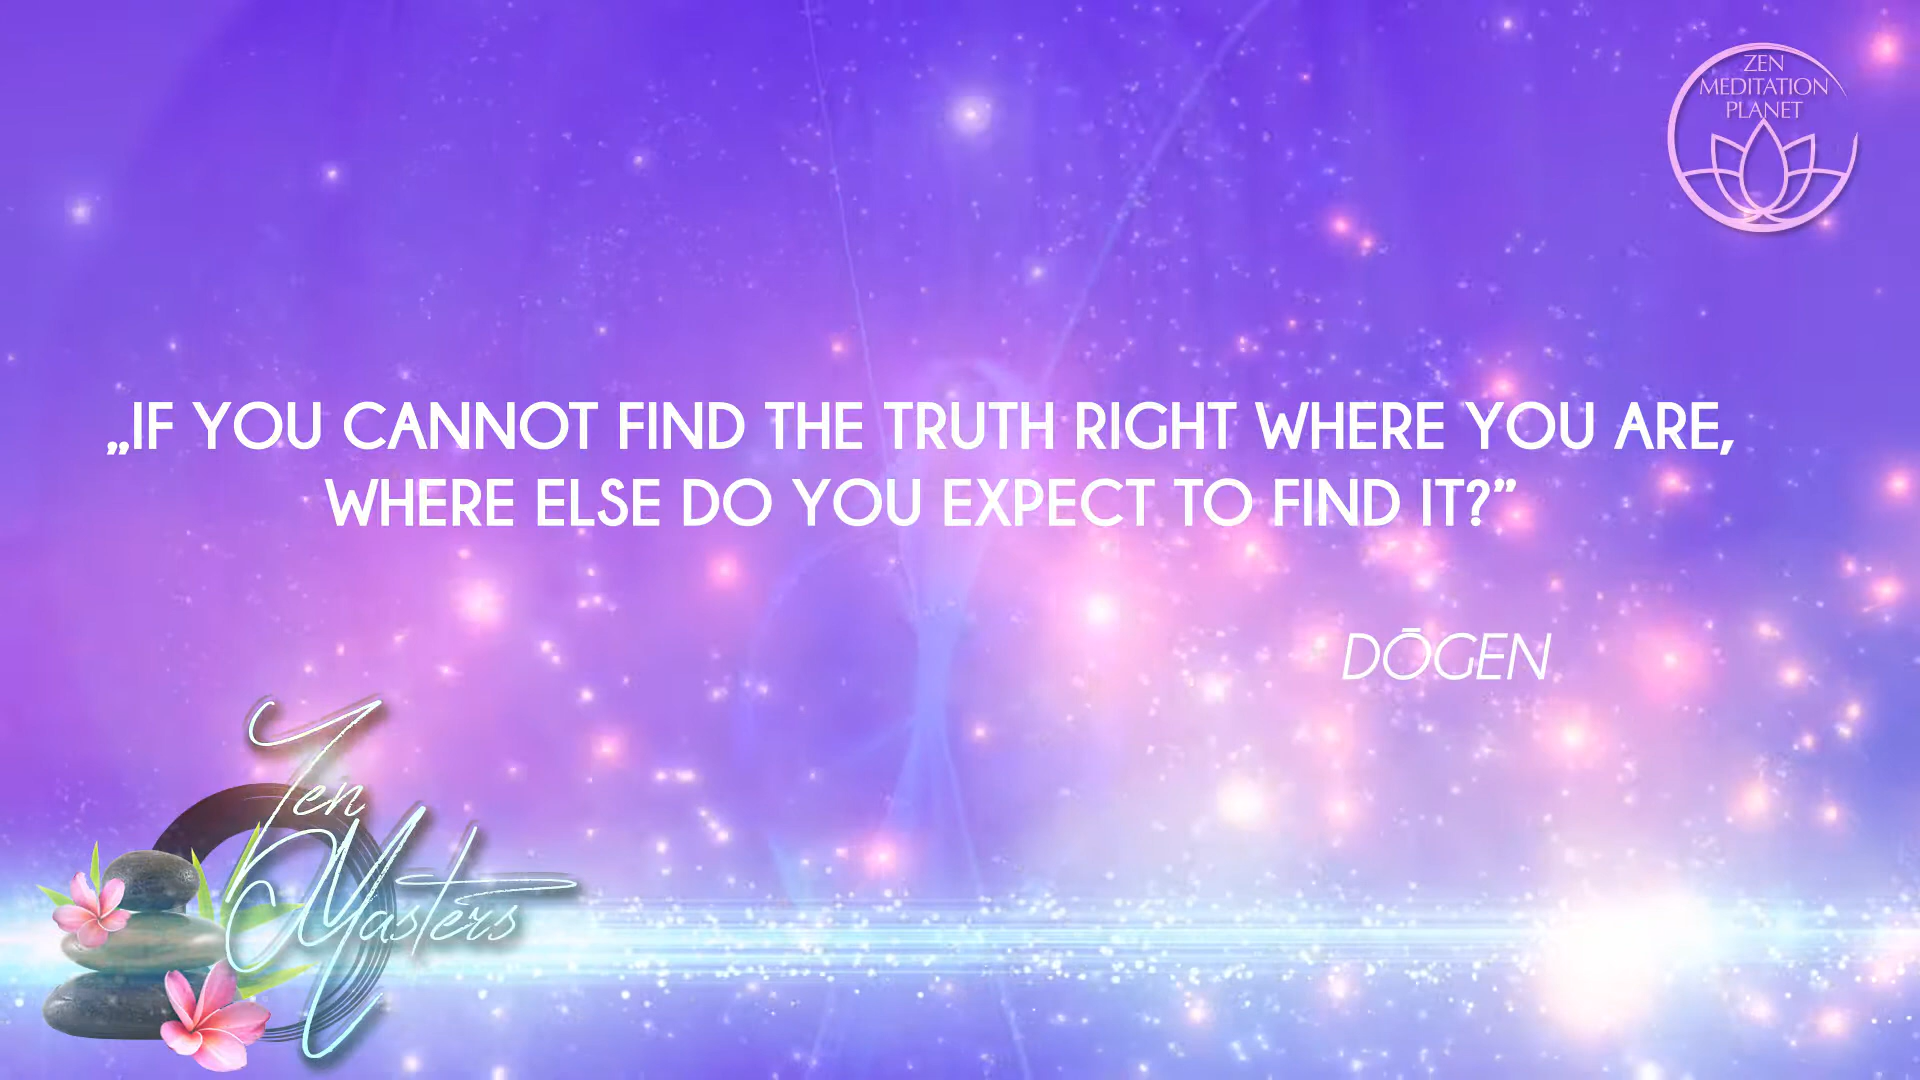 ZEN
MEDITATION
PLANET
„IF YOU CANNOT FIND THE TRUTH RIGHT WHERE YOU ARE,
WHERE ELSE DO YOU EXPECT TO FIND IT?”
DŌGEN
Zen
Masters